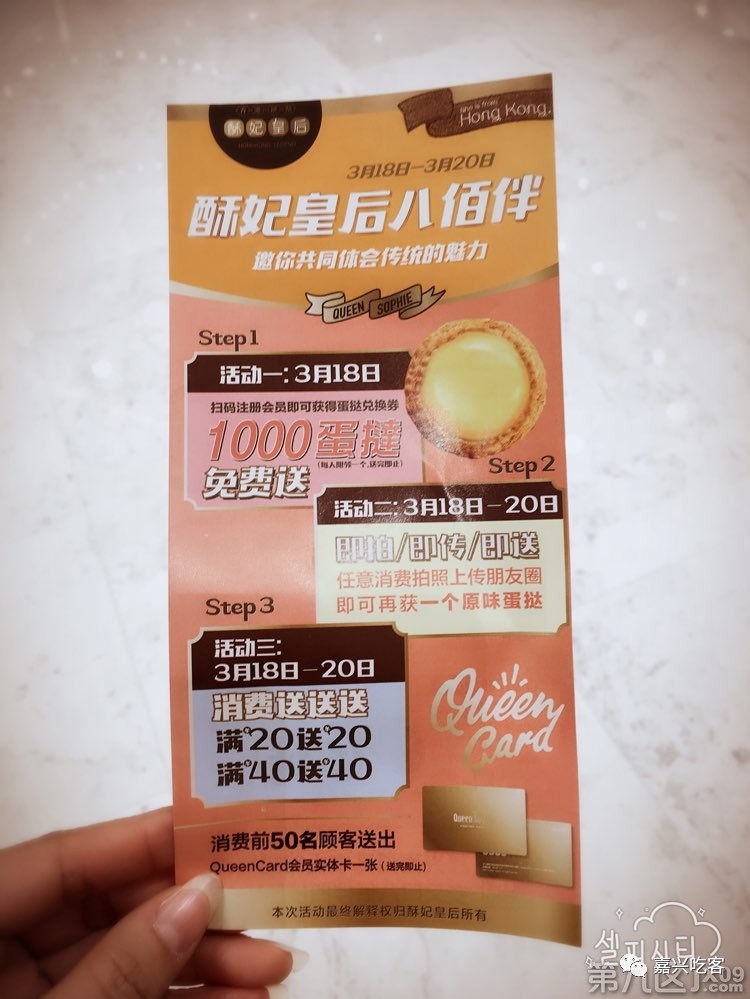 酥妃皇后
she is from
Hong Kong.
3月18日—3月20日
酥妃皇后八佰伴
邀你共同体会传统的魅力
QUEEN SOPHIE
Step1
活动一: 3月18日
扫码注册会员即可获得蛋挞兑换券
1000蛋挞
免费送
(每人限领一个,送完即止)
Step2
活动二: 3月18日-20日
即拍/即传/即送
任意消费拍照上传朋友圈
即可再获一个原味蛋挞
Step3
活动三:
3月18日-20日
消费送送送
满¥20送¥20
满¥40送¥40
Queen
Card
消费前50名顾客送出
QueenCard会员实体卡一张 (送完即止)
本次活动最终解释权归酥妃皇后所有
셀피시티
嘉兴吃客
第九区